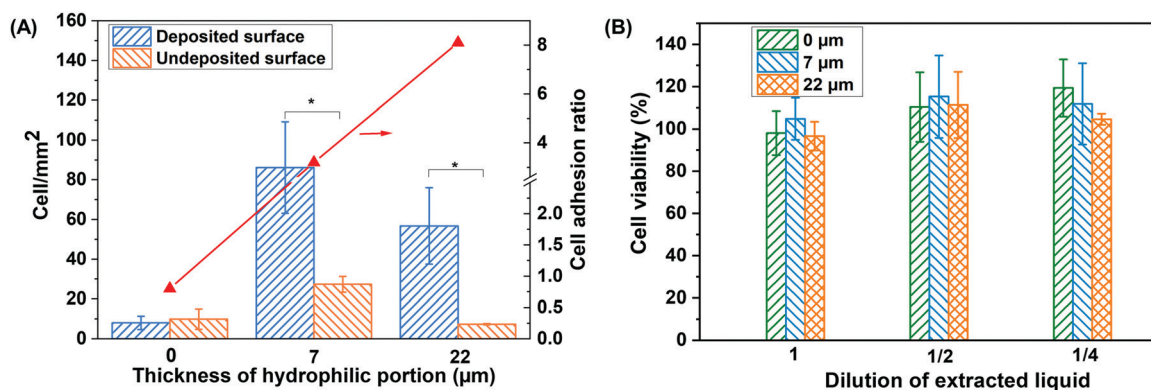 (A)
160
140
120
100
80
60
40
20
0
Cell/mm2
Deposited surface
Undeposited surface
*
*
8
6
4
2.0
1.5
1.0
0.5
0.0
Cell adhesion ratio
0 7 22
Thickness of hydrophilic portion (µm)
(B)
140
120
100
80
60
40
20
0
Cell viability (%)
0 µm
7 µm
22 µm
1 1/2 1/4
Dilution of extracted liquid